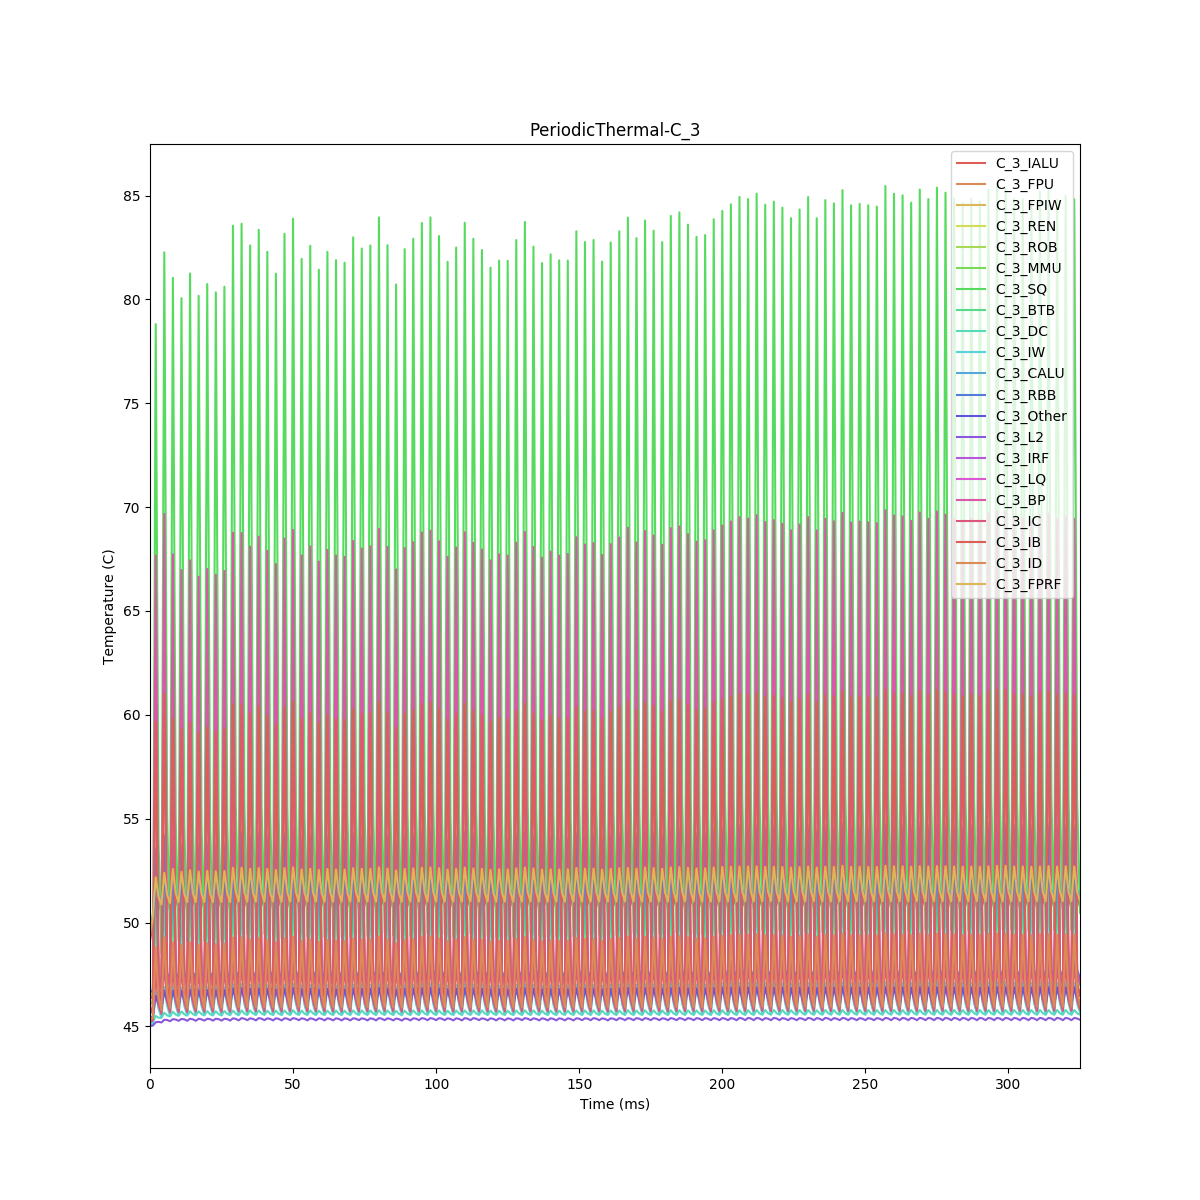 PeriodicThermal-C_3
C_3_IALU
C_3_FPU
C_3_FPIW
C_3_REN
C_3_ROB
C_3_MMU
C_3_SQ
C_3_BTB
C_3_DC
C_3_IW
C_3_CALU
C_3_RBB
C_3_Other
C_3_L2
C_3_IRF
C_3_LQ
C_3_BP
C_3_IC
C_3_IB
C_3_ID
C_3_FPRF
Temperature (C)
85
80
75
70
65
60
55
50
45
0 50 100 150 200 250 300
Time (ms)